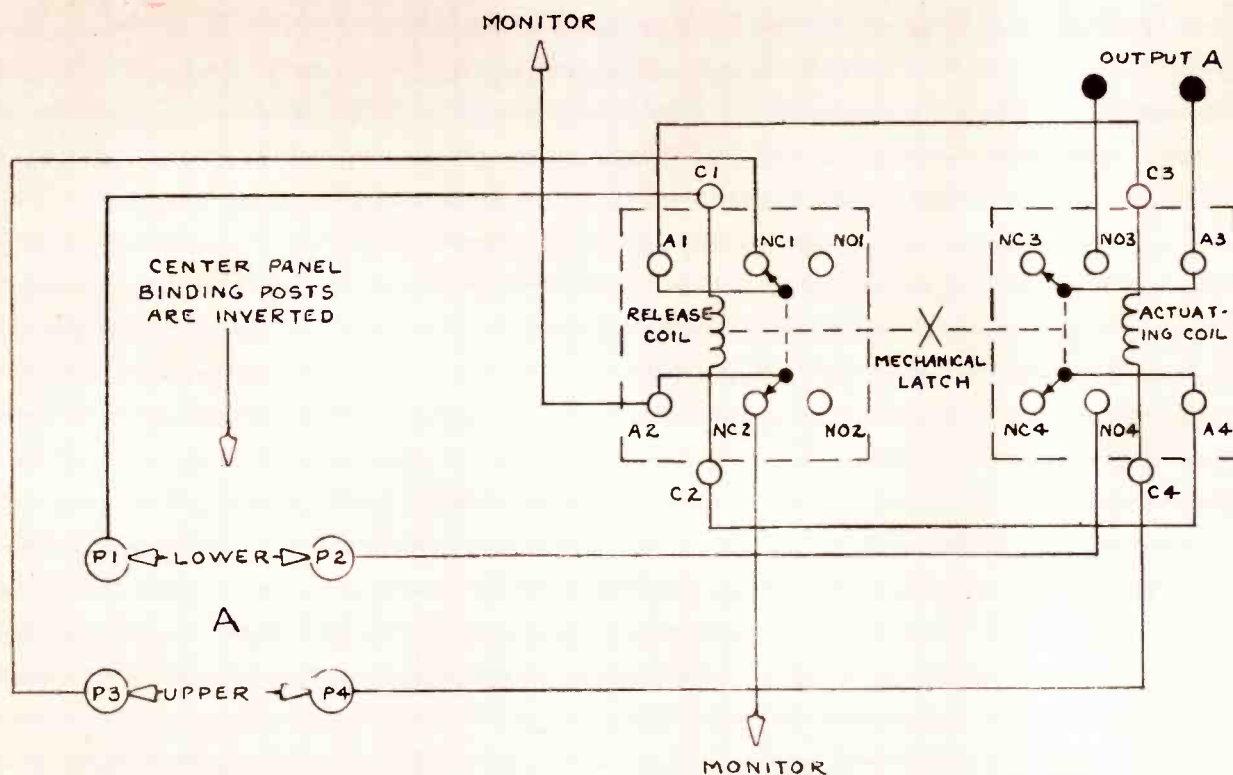 MONITOR
OUTPUT A
C1
C3
A1
NC1
NO1
NC3
NO3
A3
CENTER PANEL
BINDING POSTS
ARE INVERTED
RELEASE
COIL
MECHANICAL
LATCH
ACTUAT-
ING COIL
A2
NC2
NO2
NC4
NO4
A4
C2
C4
P1 LOWER P2
A
P3 UPPER P4
MONITOR